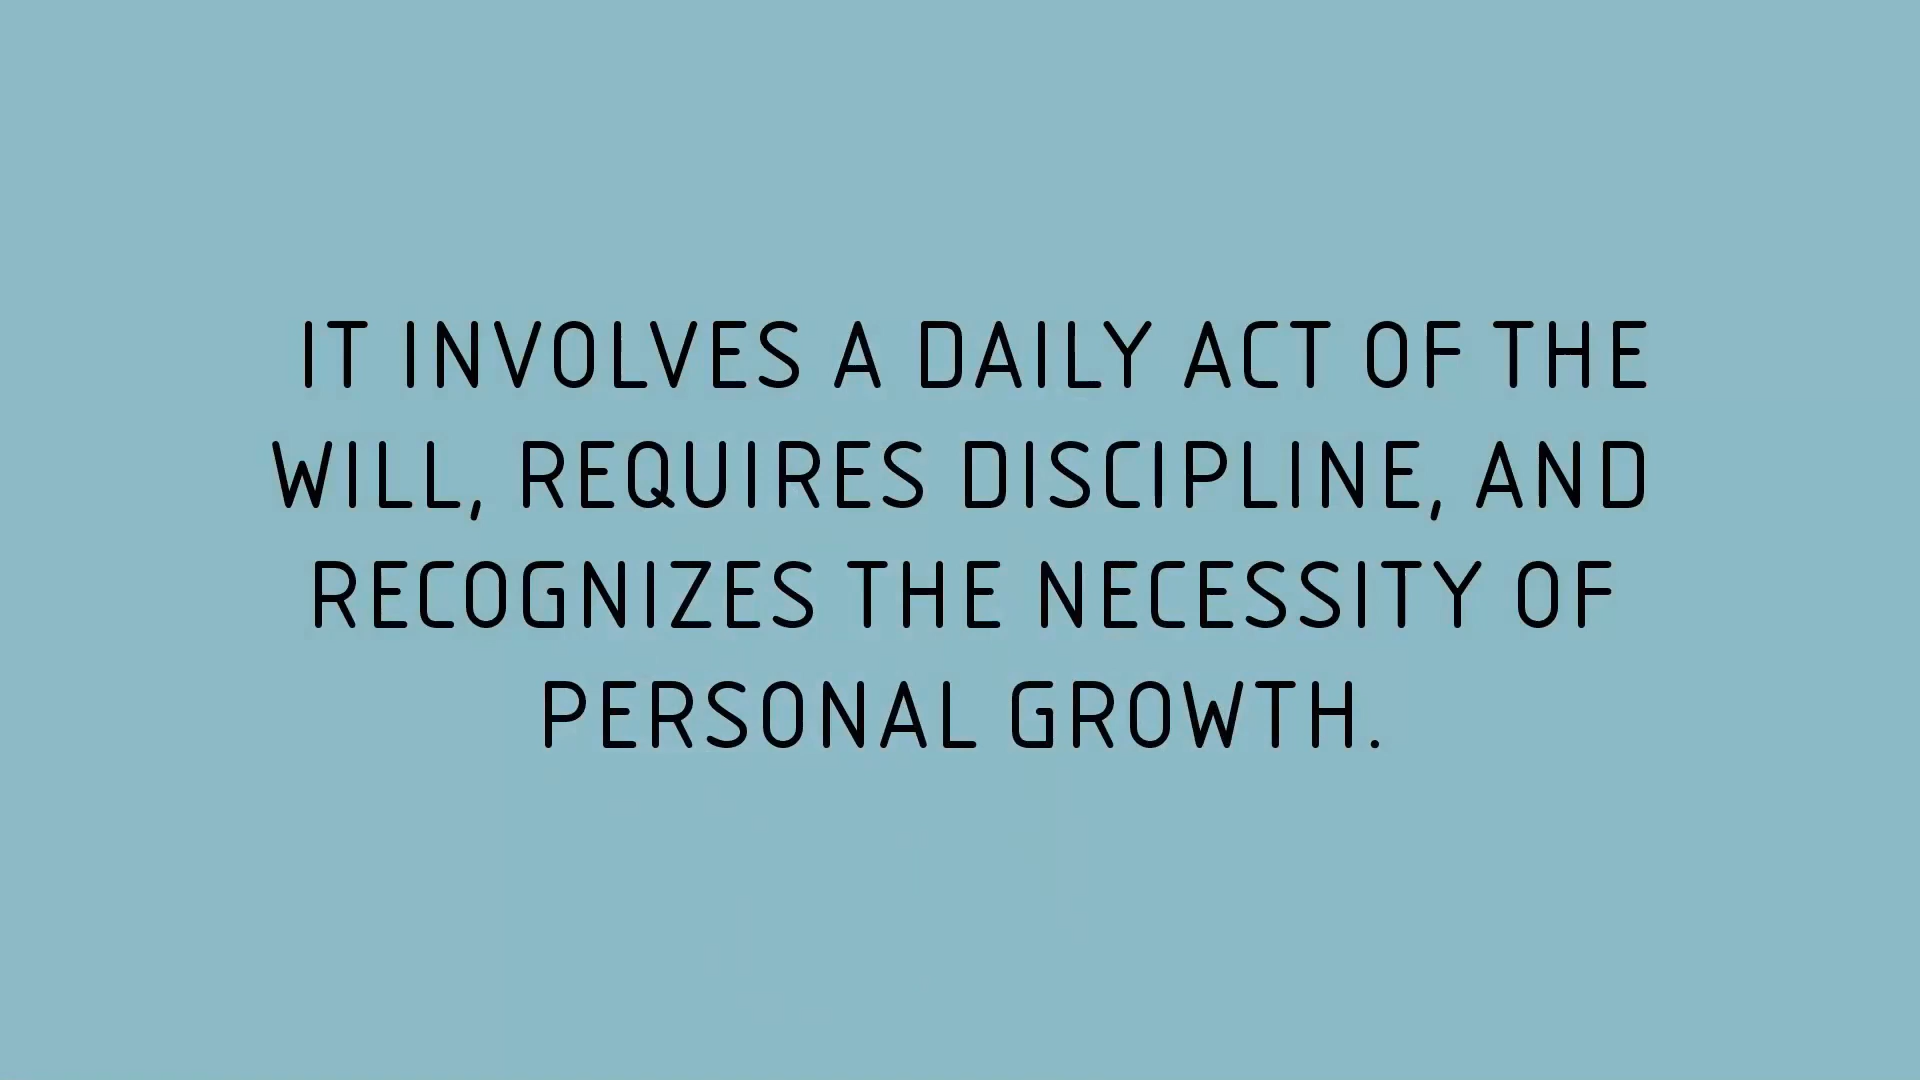 IT INVOLVES A DAILY ACT OF THE
WILL, REQUIRES DISCIPLINE, AND
RECOGNIZES THE NECESSITY OF
PERSONAL GROWTH.